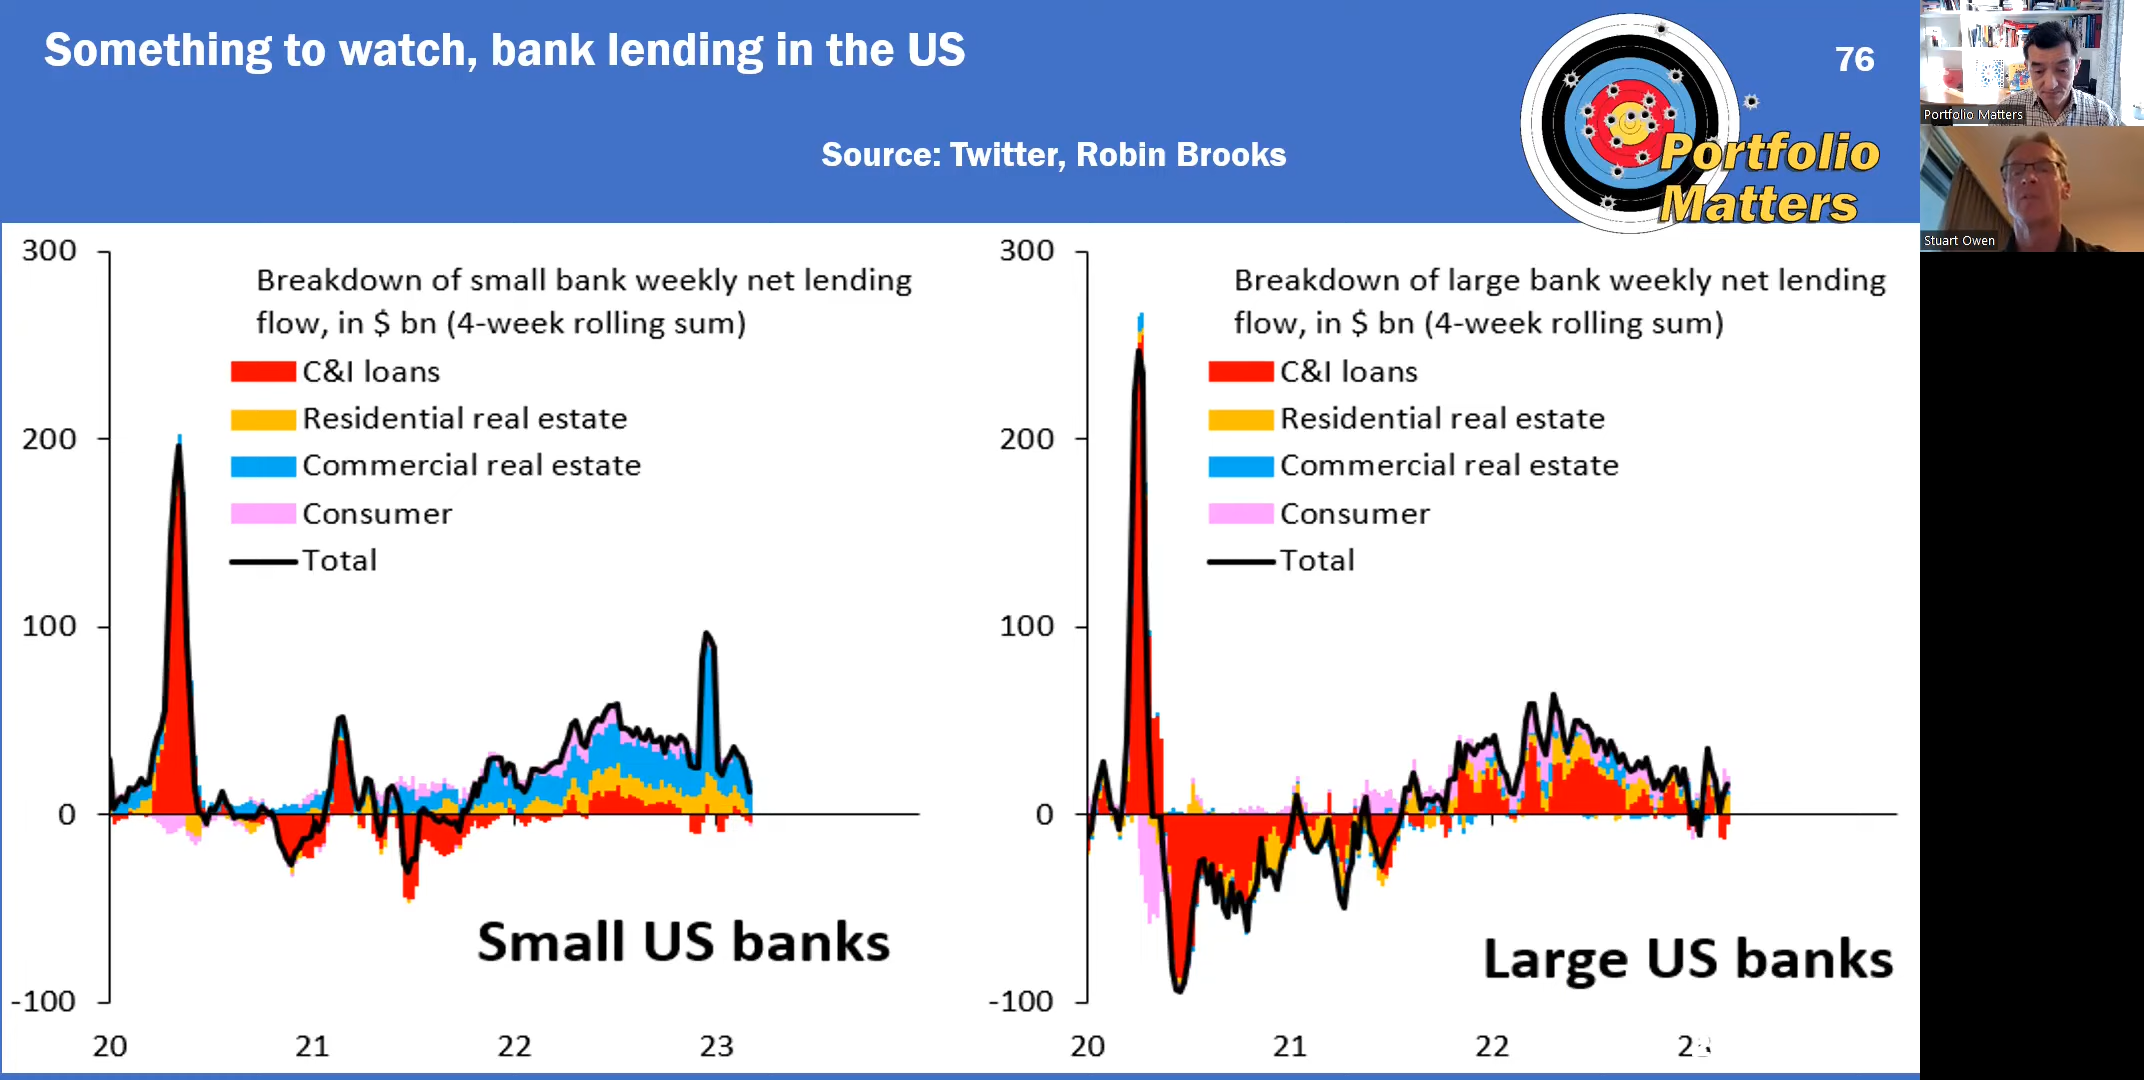 Something to watch, bank lending in the US
76
Source: Twitter, Robin Brooks
Portfolio
Matters
Portfolio Matters
Stuart Owen
300
200
100
0
-100
20
21
22
23
Breakdown of small bank weekly net lending
flow, in $ bn (4-week rolling sum)
C&I loans
Residential real estate
Commercial real estate
Consumer
Total
Small US banks
300
200
100
0
-100
20
21
22
Breakdown of large bank weekly net lending
flow, in $ bn (4-week rolling sum)
C&I loans
Residential real estate
Commercial real estate
Consumer
Total
Large US banks